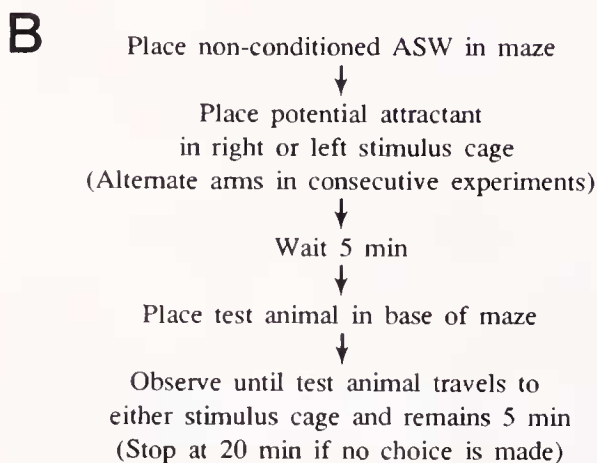 B
Place non-conditioned ASW in maze
Place potential attractant
in right or left stimulus cage
(Alternate arms in consecutive experiments)
Wait 5 min
Place test animal in base of maze
Observe until test animal travels to
either stimulus cage and remains 5 min
(Stop at 20 min if no choice is made)